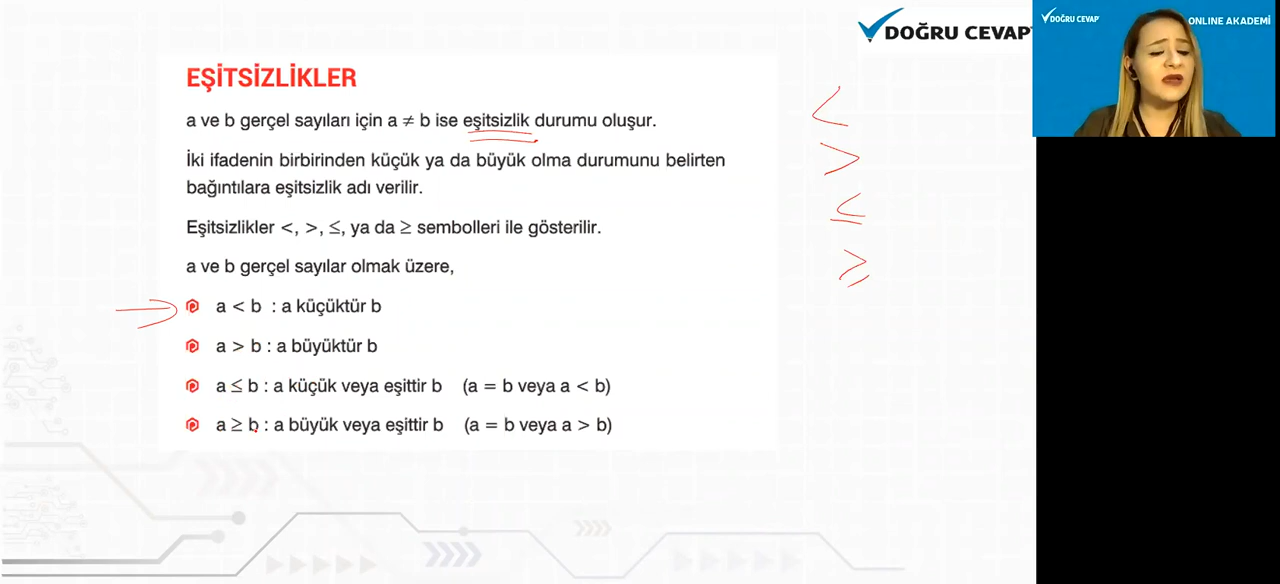 DOĞRU CEVAP
DOĞRU CEVAP
ONLINE AKADEMİ
EŞİTSİZLİKLER
a ve b gerçel sayıları için a ≠ b ise eşitsizlik durumu oluşur.
İki ifadenin birbirinden küçük ya da büyük olma durumunu belirten
bağıntılara eşitsizlik adı verilir.
Eşitsizlikler <, >, ≤, ya da ≥ sembolleri ile gösterilir.
a ve b gerçel sayılar olmak üzere,
a < b : a küçüktür b
a > b : a büyüktür b
a ≤ b : a küçük veya eşittir b (a = b veya a < b)
a ≥ b : a büyük veya eşittir b (a = b veya a > b)
<
>
≤
≥